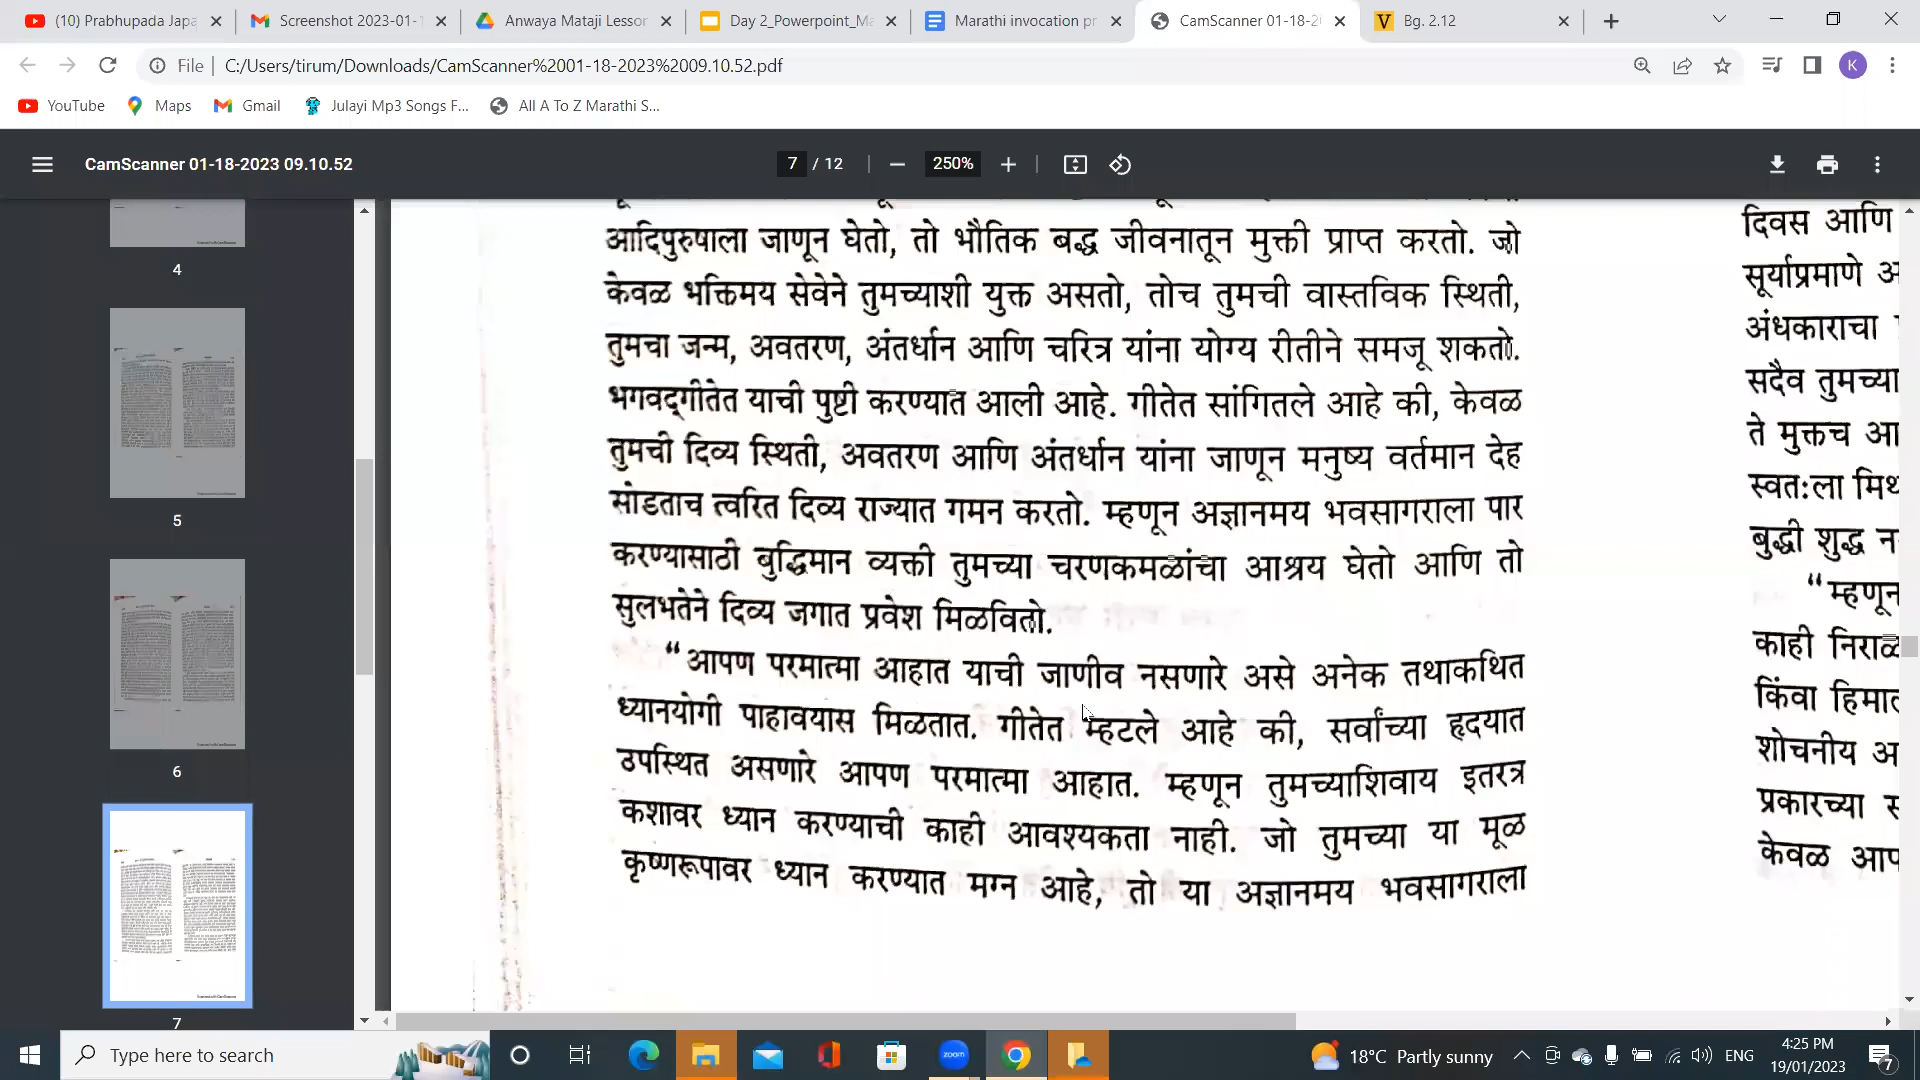 (10) Prabhupada Japa
Screenshot 2023-01-1
Anwaya Mataji Lesson
Day 2_Powerpoint_Ma
Marathi invocation pr
CamScanner 01-18-20
Bg. 2.12
File
C:/Users/tirum/Downloads/CamScanner%2001-18-2023%2009.10.52.pdf
K
YouTube
Maps
Gmail
Julayi Mp3 Songs F...
All A To Z Marathi S...
CamScanner 01-18-2023 09.10.52
7 / 12
250%
4
5
6
7
आदिपुरुषाला जाणून घेतो, तो भौतिक बद्ध जीवनातून मुक्ती प्राप्त करतो. जो
केवळ भक्तिमय सेवेने तुमच्याशी युक्त असतो, तोच तुमची वास्तविक स्थिती,
तुमचा जन्म, अवतरण, अंतर्धान आणि चरित्र यांना योग्य रीतीने समजू शकतो.
भगवद्‌गीतेत याची पुष्टी करण्यात आली आहे. गीतेत सांगितले आहे की, केवळ
तुमची दिव्य स्थिती, अवतरण आणि अंतर्धान यांना जाणून मनुष्य वर्तमान देह
सोडताच त्वरित दिव्य राज्यात गमन करतो. म्हणून अज्ञानमय भवसागराला पार
करण्यासाठी बुद्धिमान व्यक्ती तुमच्या चरणकमळांचा आश्रय घेतो आणि तो
सुलभतेने दिव्य जगात प्रवेश मिळवितो.
“आपण परमात्मा आहात याची जाणीव नसणारे असे अनेक तथाकथित
ध्यानयोगी पाहावयास मिळतात. गीतेत म्हटले आहे की, सर्वांच्या हृदयात
उपस्थित असणारे आपण परमात्मा आहात. म्हणून तुमच्याशिवाय इतरत्र
कशावर ध्यान करण्याची काही आवश्यकता नाही. जो तुमच्या या मूळ
कृष्णरूपावर ध्यान करण्यात मग्न आहे, तो या अज्ञानमय भवसागराला
दिवस आणि
सूर्याप्रमाणे
अंधकाराचा
सदैव तुमच्या
ते मुक्तच
स्वत:ला
बुद्धी शुद्ध
“म्हणून
काही
किंवा
शोचनीय
प्रकारच्या
केवळ
Type here to search
zoom
18°C Partly sunny
ENG
4:25 PM
19/01/2023
7